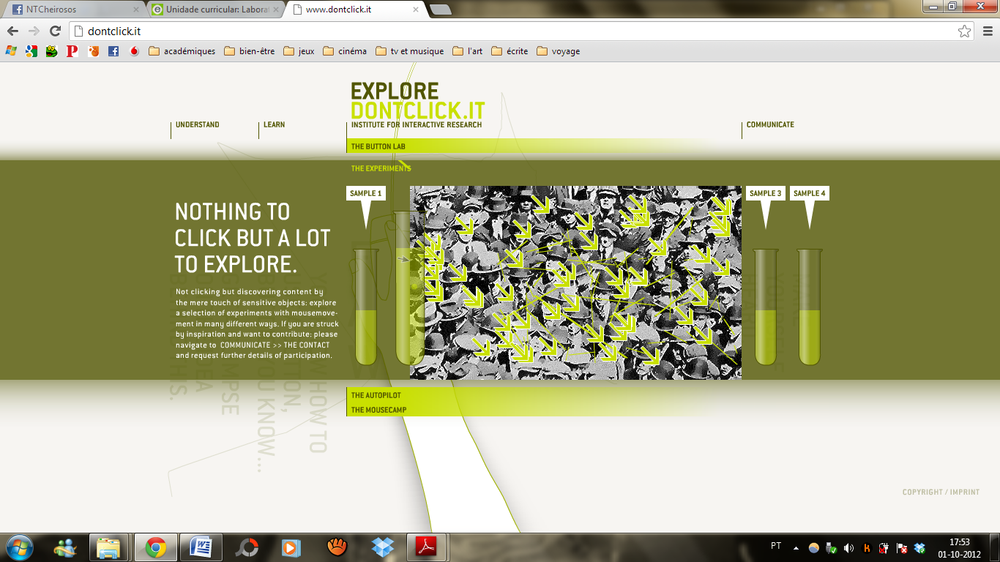 NTCheirosos
Unidade curricular: Labora
www.dontclick.it
dontclick.it
académiques
bien-être
jeux
cinéma
tv et musique
l'art
écrite
voyage
EXPLORE
DONTCLICK.IT
UNDERSTAND
LEARN
INSTITUTE FOR INTERACTIVE RESEARCH
COMMUNICATE
THE BUTTON LAB
THE EXPERIMENTS
SAMPLE 1
SAMPLE 3
SAMPLE 4
NOTHING TO
CLICK BUT A LOT
TO EXPLORE.
Not clicking but discovering content by
the mere touch of sensitive objects: explore
a selection of experiments with mousemove-
ment in many different ways. If you are struck
by inspiration and want to contribute: please
navigate to COMMUNICATE >> THE CONTACT
and request further details of participation.
THE AUTOPILOT
THE MOUSECAMP
COPYRIGHT / IMPRINT
PT
17:53
01-10-2012